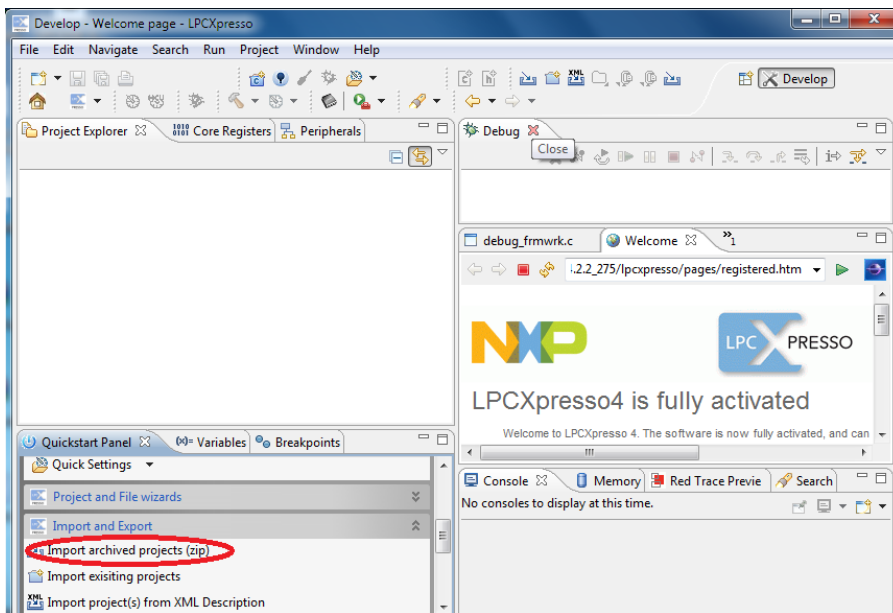 Develop - Welcome page - LPCXpresso
File Edit Navigate Search Run Project Window Help
Develop
Project Explorer Core Registers Peripherals
Debug
Close
debug_frmwrk.c Welcome 1
.2.2_275/lpcxpresso/pages/registered.htm
NXP
LPC XPRESSO
LPCXpresso4 is fully activated
Welcome to LPCXpresso 4. The software is now fully activated, and can
Quickstart Panel (x)= Variables Breakpoints
Quick Settings
Project and File wizards
Import and Export
Import archived projects (zip)
Import exisiting projects
Import project(s) from XML Description
Console Memory Red Trace Previe Search
No consoles to display at this time.